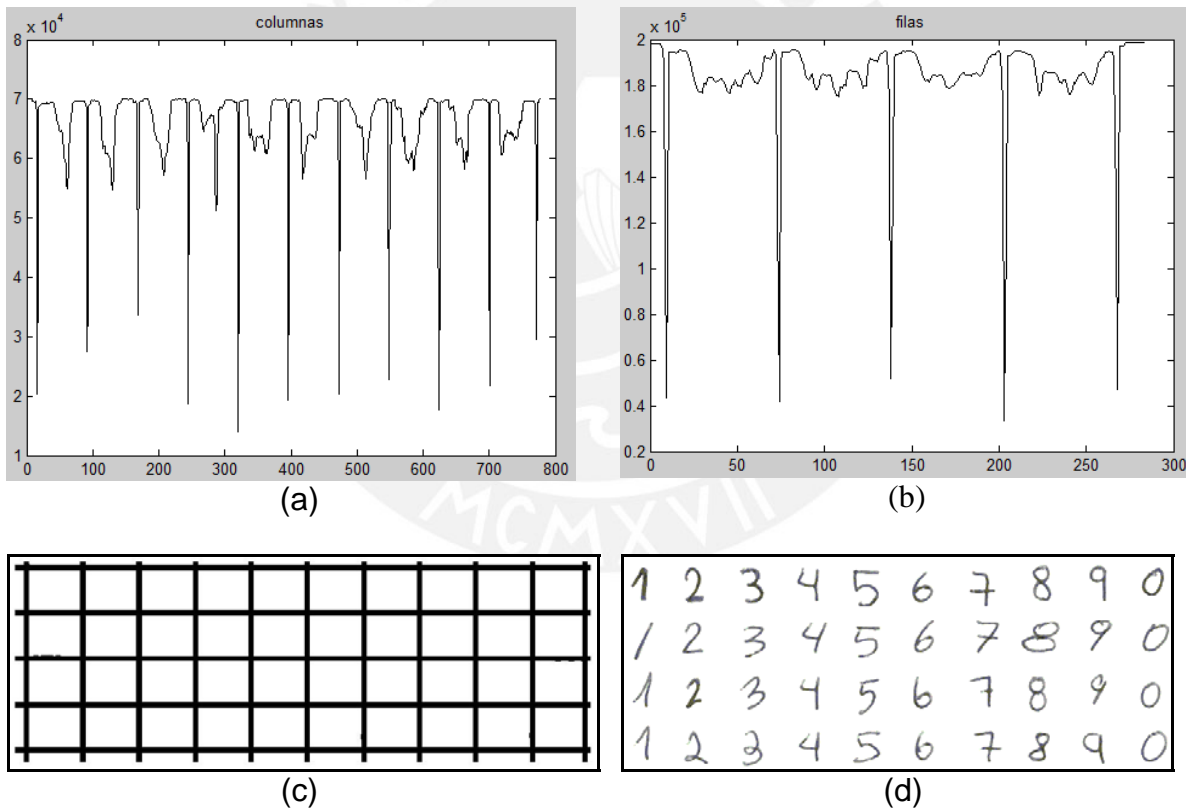 x 10⁴
columnas
8
7
6
5
4
3
2
1
0 100 200 300 400 500 600 700 800
(a)
x 10⁵
filas
2
1.8
1.6
1.4
1.2
1
0.8
0.6
0.4
0.2
0 50 100 150 200 250 300
(b)
MCMXVII
(c)
1 2 3 4 5 6 7 8 9 0
1 2 3 4 5 6 7 8 9 0
1 2 3 4 5 6 7 8 9 0
1 2 3 4 5 6 7 8 9 0
(d)